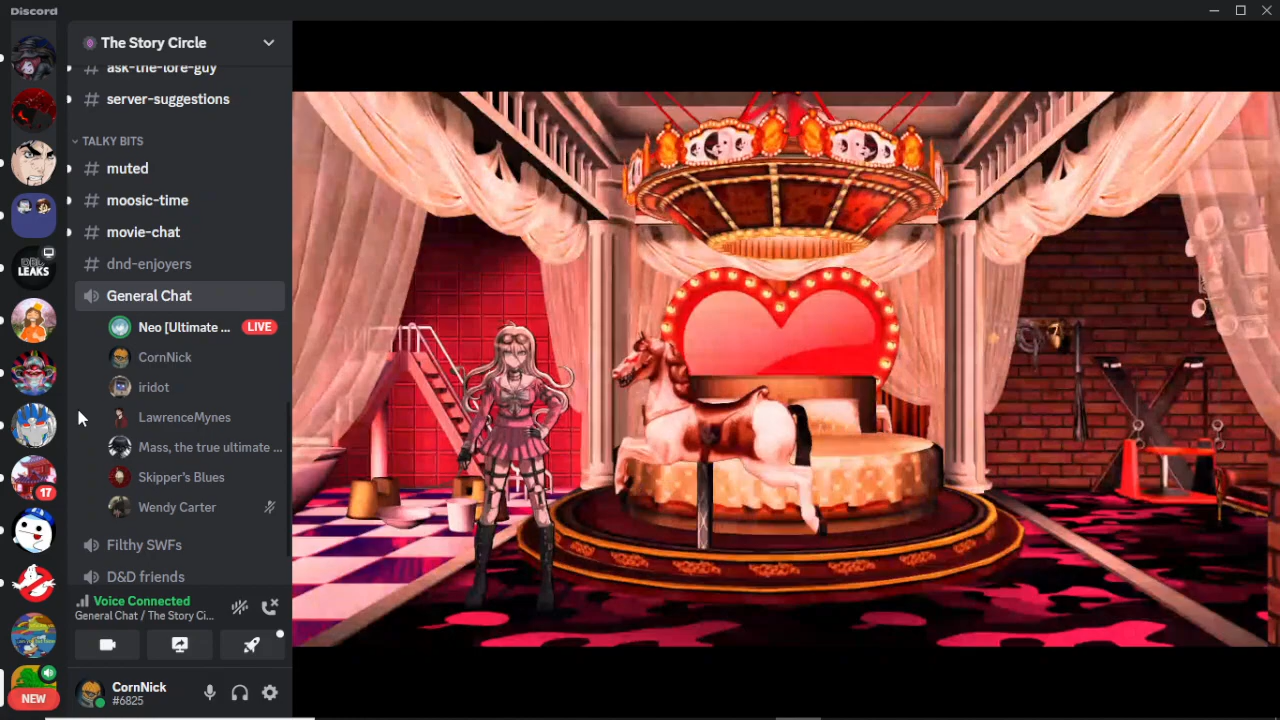 Discord
The Story Circle
ask-the-lore-guy
server-suggestions
TALKY BITS
muted
moosic-time
movie-chat
dnd-enjoyers
General Chat
Neo [Ultimate ... LIVE
CornNick
iridot
LawrenceMynes
Mass, the true ultimate ...
Skipper's Blues
Wendy Carter
Filthy SWFs
D&D friends
Voice Connected
General Chat / The Story Ci...
CornNick
#6825
LEAKS
17
NEW